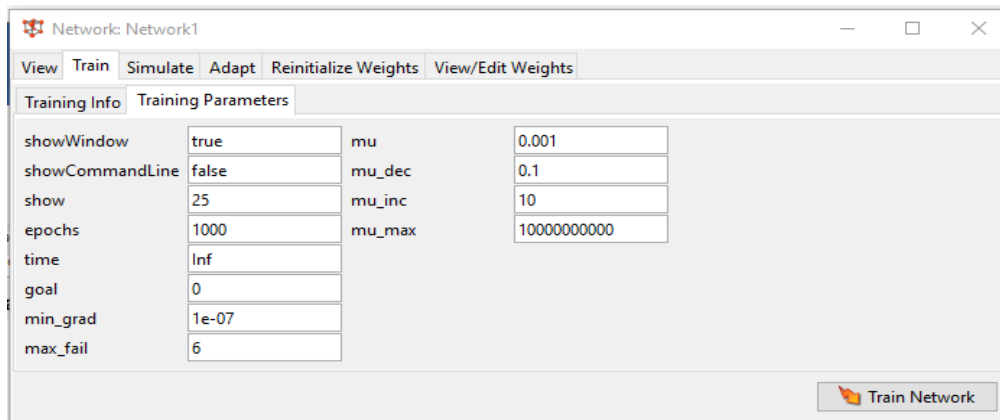 Network: Network1
View Train Simulate Adapt Reinitialize Weights View/Edit Weights
Training Info Training Parameters
showWindow true mu 0.001
showCommandLine false mu_dec 0.1
show 25 mu_inc 10
epochs 1000 mu_max 10000000000
time Inf
goal 0
min_grad 1e-07
max_fail 6
Train Network